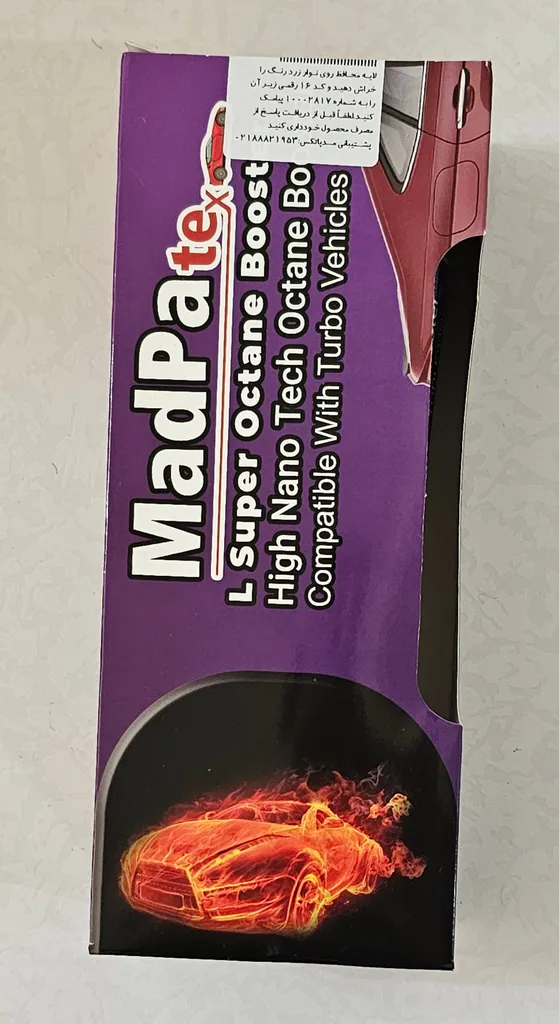 لایه محافظ روی نوار زرد رنگ را
خراش دهید و کد ۱۶ رقمی زیر آن
را به شماره ۱۰۰۰۲۸۱۷ پیامک
کنید.لطفاً قبل از دریافت پاسخ از
مصرف محصول خودداری کنید
پشتیبانی مدپاتکس:۰۲۱۸۸۸۲۱۹۵۳
MadPatex
L Super Octane Boost
High Nano Tech Octane Bo
Compatible With Turbo Vehicles